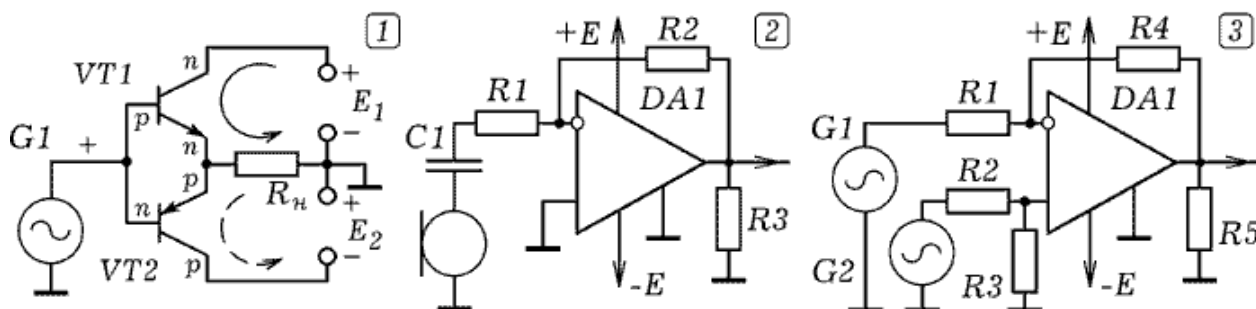 1
n
VT1
p
+
E₁
−
G1
+
n
p
Rн
n
+
E₂
−
VT2
p
2
+E
R2
R1
DA1
C1
R3
-E
3
+E
R4
R1
DA1
G1
R2
R5
G2
R3
-E